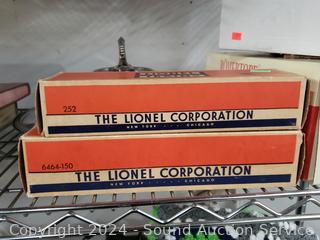 252
THE LIONEL CORPORATION
NEW YORK · · · · CHICAGO
6464-150
THE LIONEL CORPORATION
NEW YORK · · · · CHICAGO
Copyright 2024 - Sound Auction Service